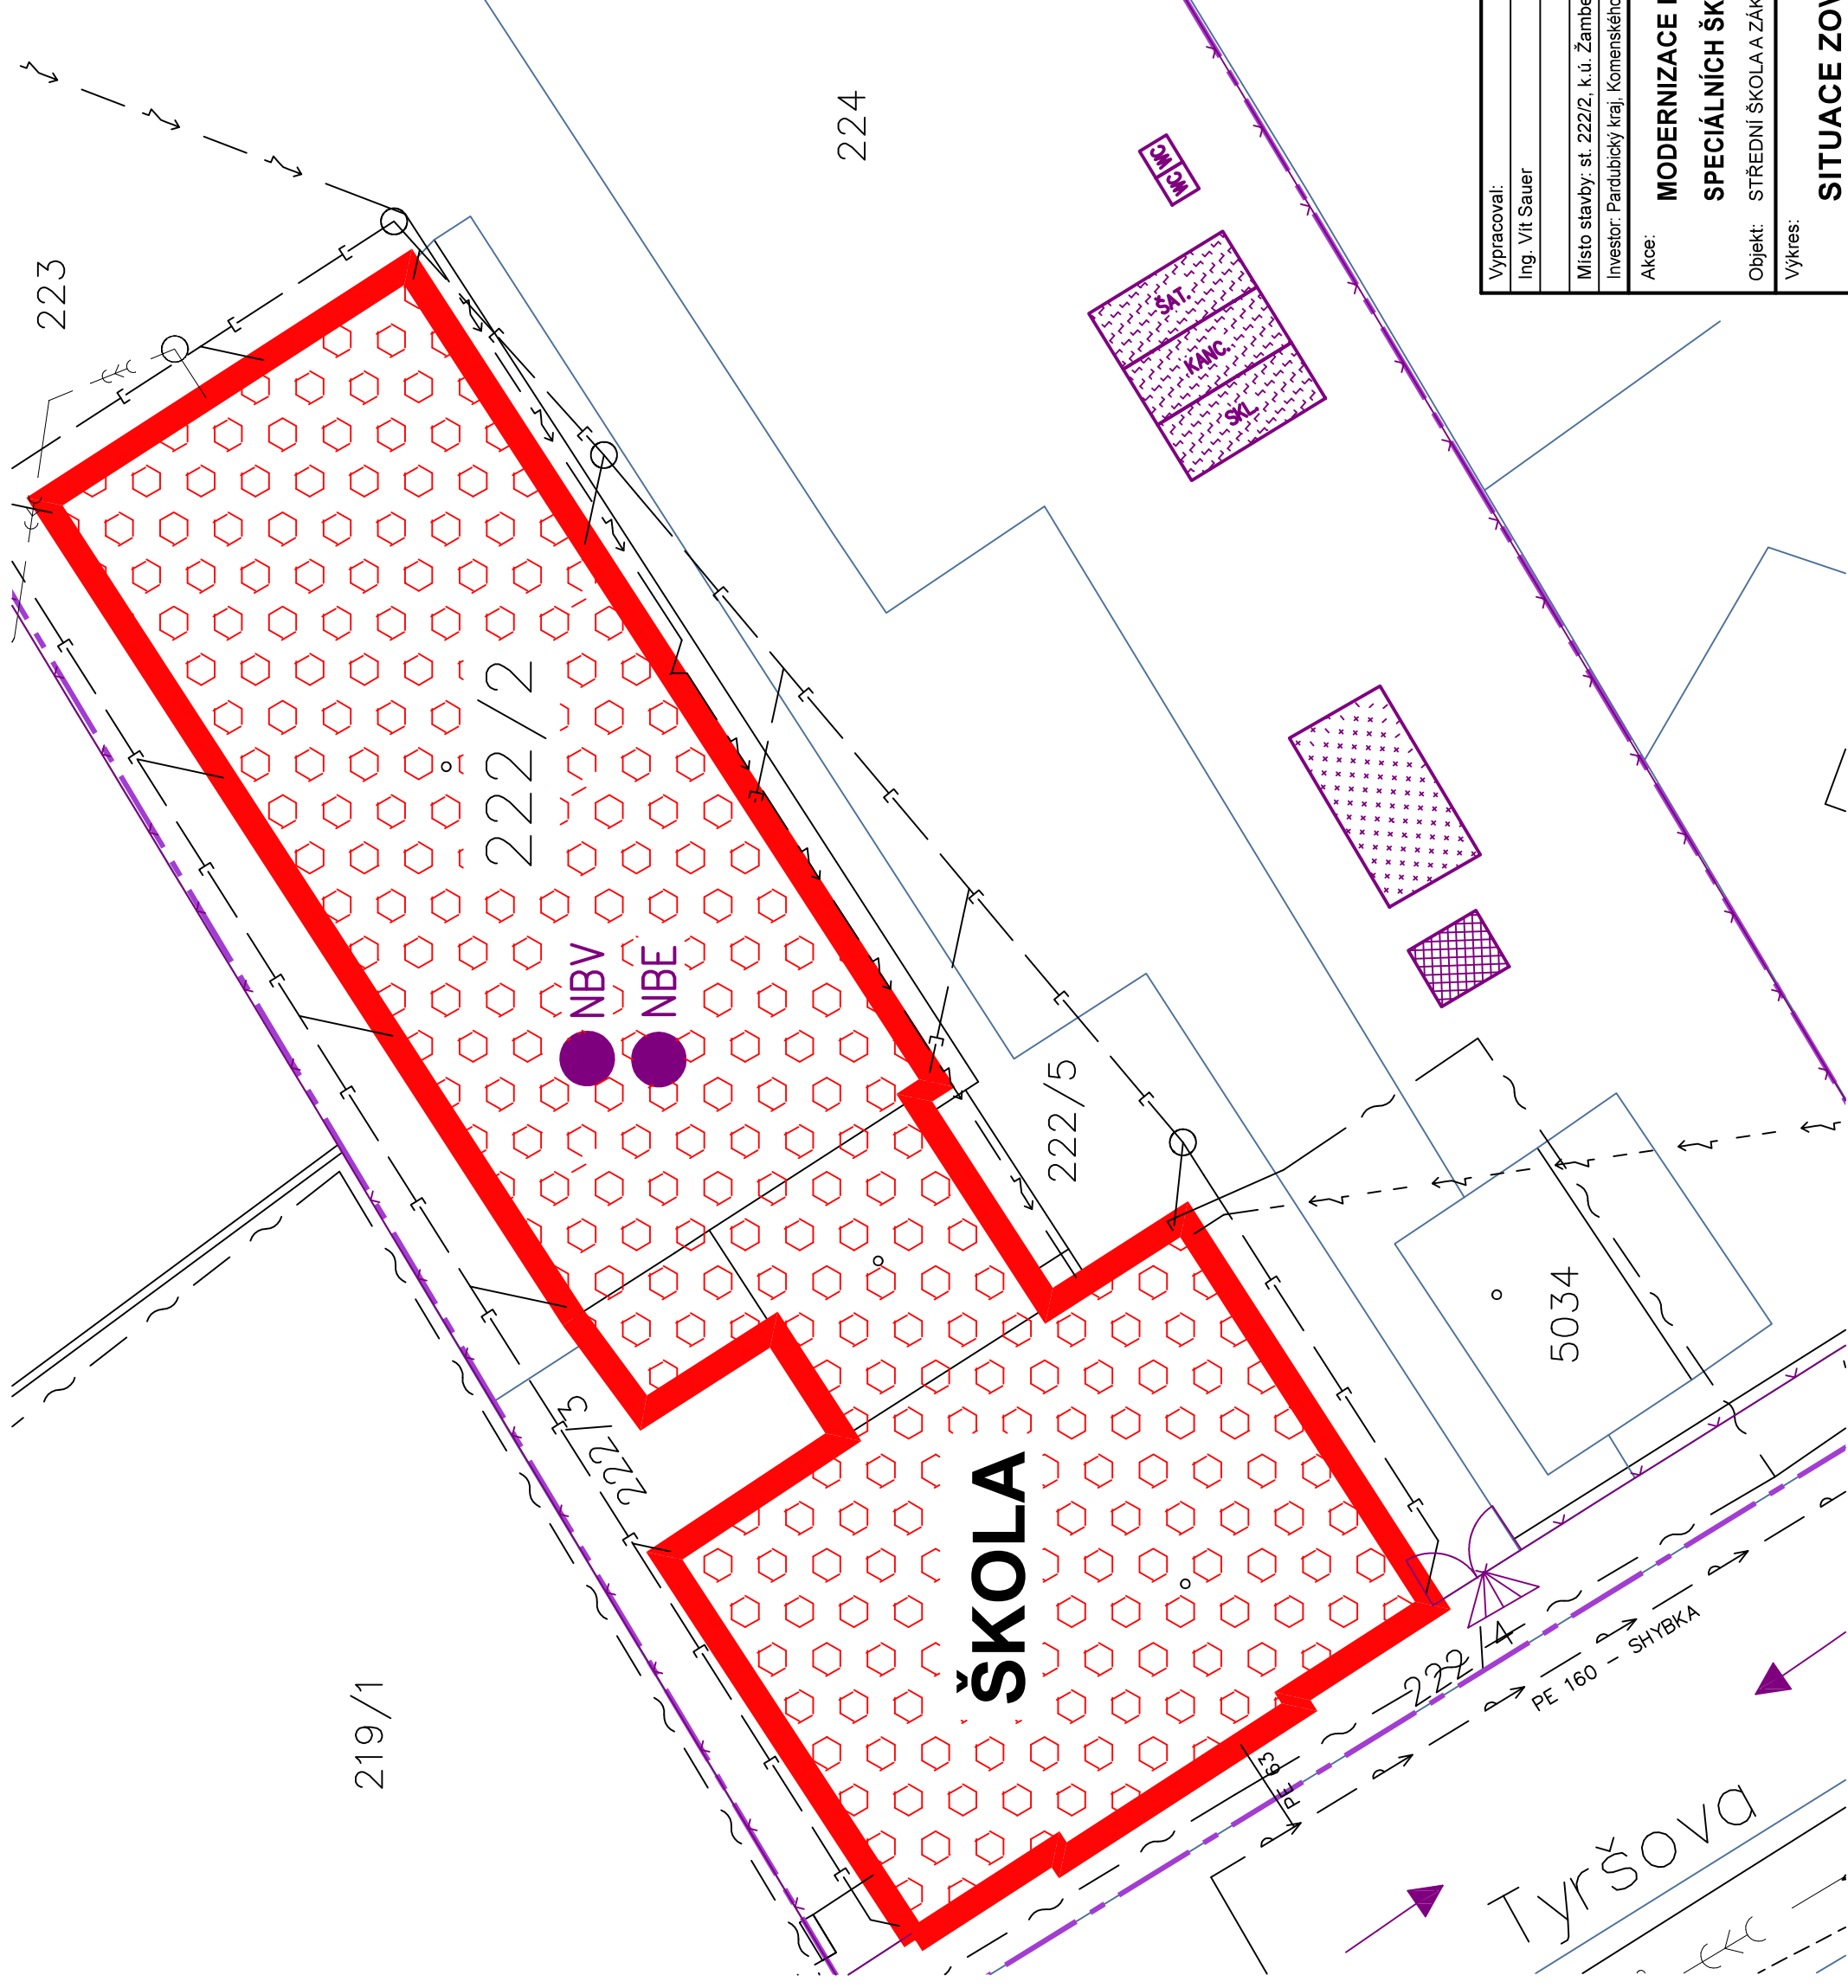 223
224
WC
WC
ŠAT.
KANC.
SKL.
222/2
NBV
NBE
222/5
222/3
5034
ŠKOLA
219/1
222/4
PE 63
PE 160 - SHYBKA
Tyršova
Vypracoval:
Ing. Vít Sauer
Místo stavby: st. 222/2, k.ú. Žambe
Investor: Pardubický kraj, Komenského
Akce:
MODERNIZACE
SPECIÁLNÍCH ŠK
Objekt: STŘEDNÍ ŠKOLA A ZÁK
Výkres:
SITUACE ZOV